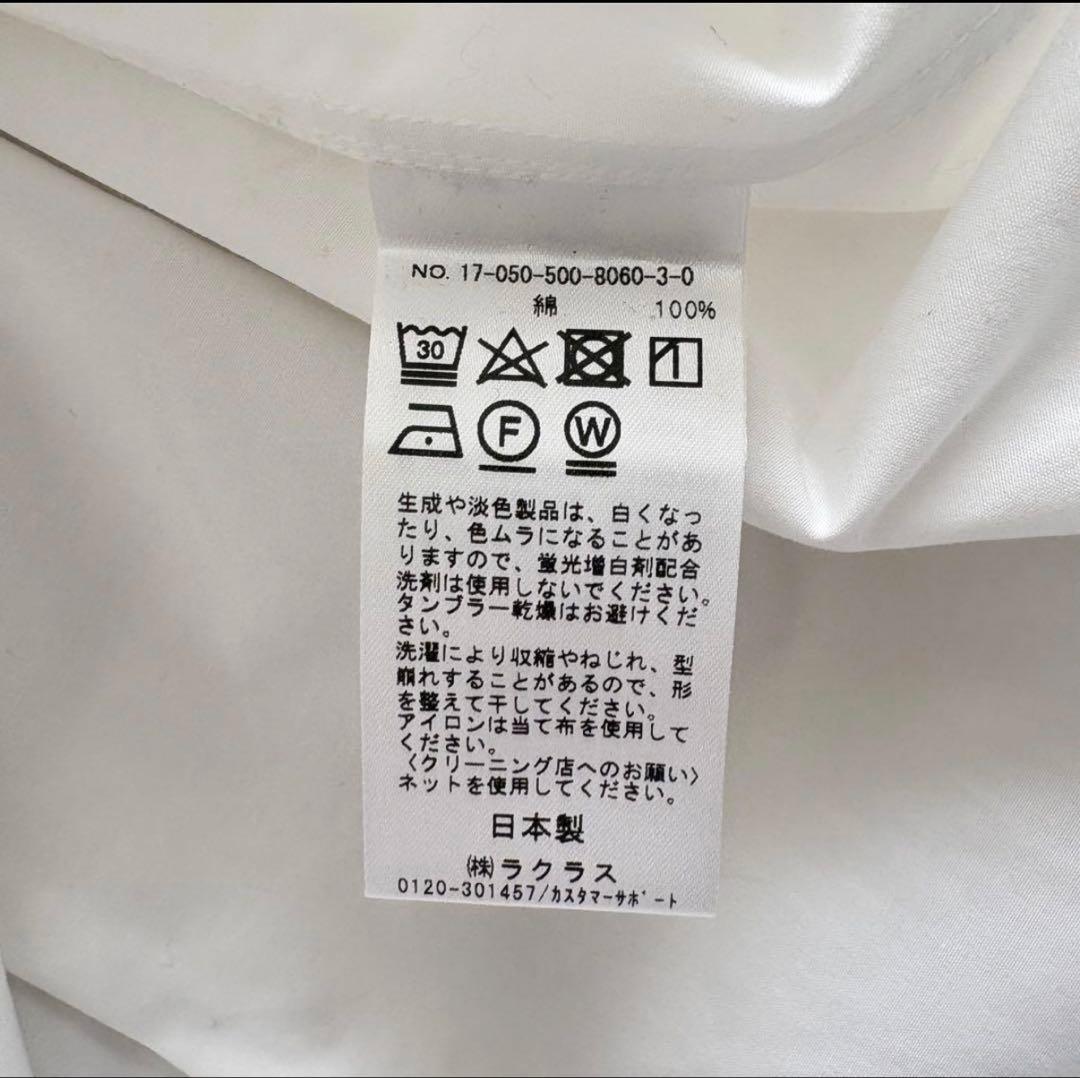 NO. 17-050-500-8060-3-0
綿 100%
30
F W
生成や淡色製品は、白くなっ
たり、色ムラになることがあ
りますので、蛍光増白剤配合
洗剤は使用しないでください。
タンブラー乾燥はお避けくだ
さい。
洗濯により収縮やねじれ、型
崩れすることがあるので、形
を整えて干してください。
アイロンは当て布を使用して
ください。
〈クリーニング店へのお願い〉
ネットを使用してください。
日本製
㈱ラクラス
0120-301457/ｶｽﾀﾏｰｻﾎﾟｰﾄ